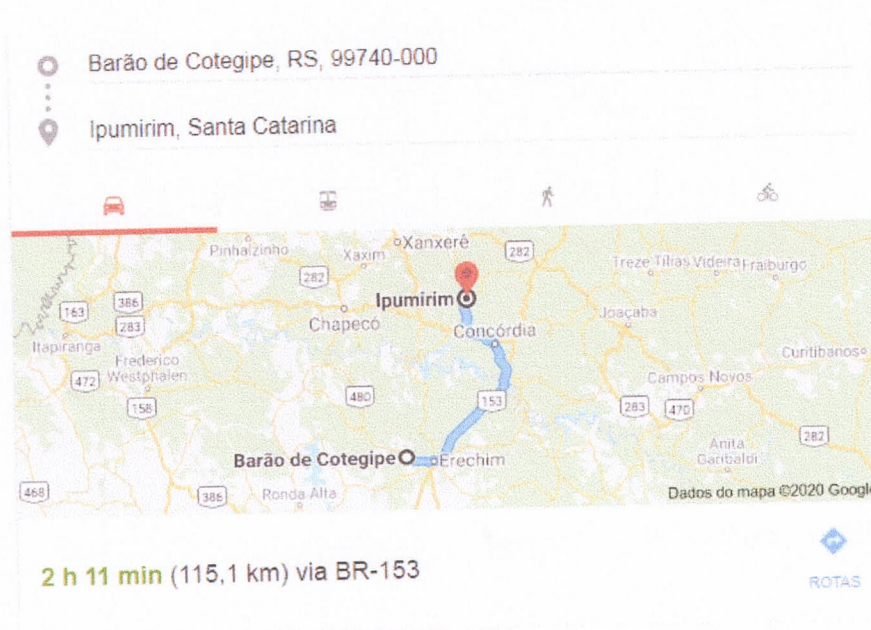 Barão de Cotegipe, RS, 99740-000
Ipumirim, Santa Catarina
Pinhalzinho
Xaxim
Xanxerê
282
Treze Tílias
Videira
Fraiburgo
282
163
386
283
Ipumirim
Chapecó
Concórdia
Joaçaba
Itapiranga
Frederico
Westphalen
Curitibanos
472
158
480
153
Campos Novos
283
470
282
Anita
Garibaldi
Barão de Cotegipe
Erechim
468
386
Ronda Alta
Dados do mapa ©2020 Google
2 h 11 min (115,1 km) via BR-153
ROTAS